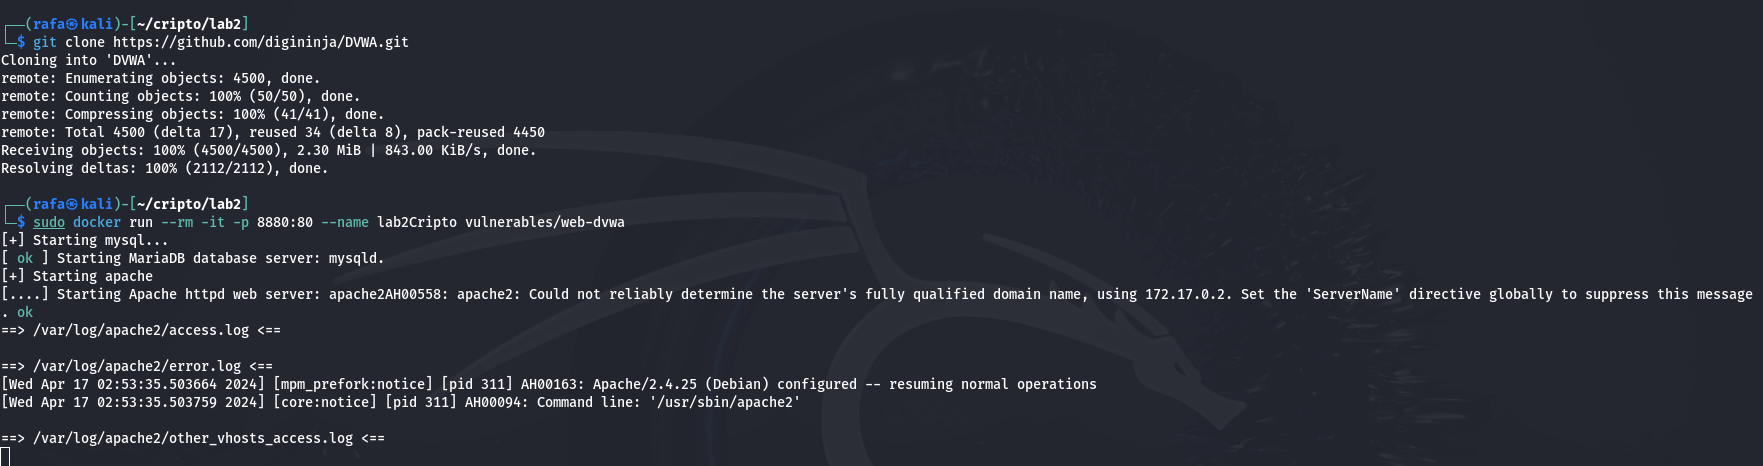 ┌──(rafa㉿kali)-[~/cripto/lab2]
└─$ git clone https://github.com/digininja/DVWA.git
Cloning into 'DVWA'...
remote: Enumerating objects: 4500, done.
remote: Counting objects: 100% (50/50), done.
remote: Compressing objects: 100% (41/41), done.
remote: Total 4500 (delta 17), reused 34 (delta 8), pack-reused 4450
Receiving objects: 100% (4500/4500), 2.30 MiB | 843.00 KiB/s, done.
Resolving deltas: 100% (2112/2112), done.
┌──(rafa㉿kali)-[~/cripto/lab2]
└─$ sudo docker run --rm -it -p 8880:80 --name lab2Cripto vulnerables/web-dvwa
[+] Starting mysql...
[ ok ] Starting MariaDB database server: mysqld.
[+] Starting apache
[....] Starting Apache httpd web server: apache2AH00558: apache2: Could not reliably determine the server's fully qualified domain name, using 172.17.0.2. Set the 'ServerName' directive globally to suppress this message
. ok
==> /var/log/apache2/access.log <==
==> /var/log/apache2/error.log <==
[Wed Apr 17 02:53:35.503664 2024] [mpm_prefork:notice] [pid 311] AH00163: Apache/2.4.25 (Debian) configured -- resuming normal operations
[Wed Apr 17 02:53:35.503759 2024] [core:notice] [pid 311] AH00094: Command line: '/usr/sbin/apache2'
==> /var/log/apache2/other_vhosts_access.log <==